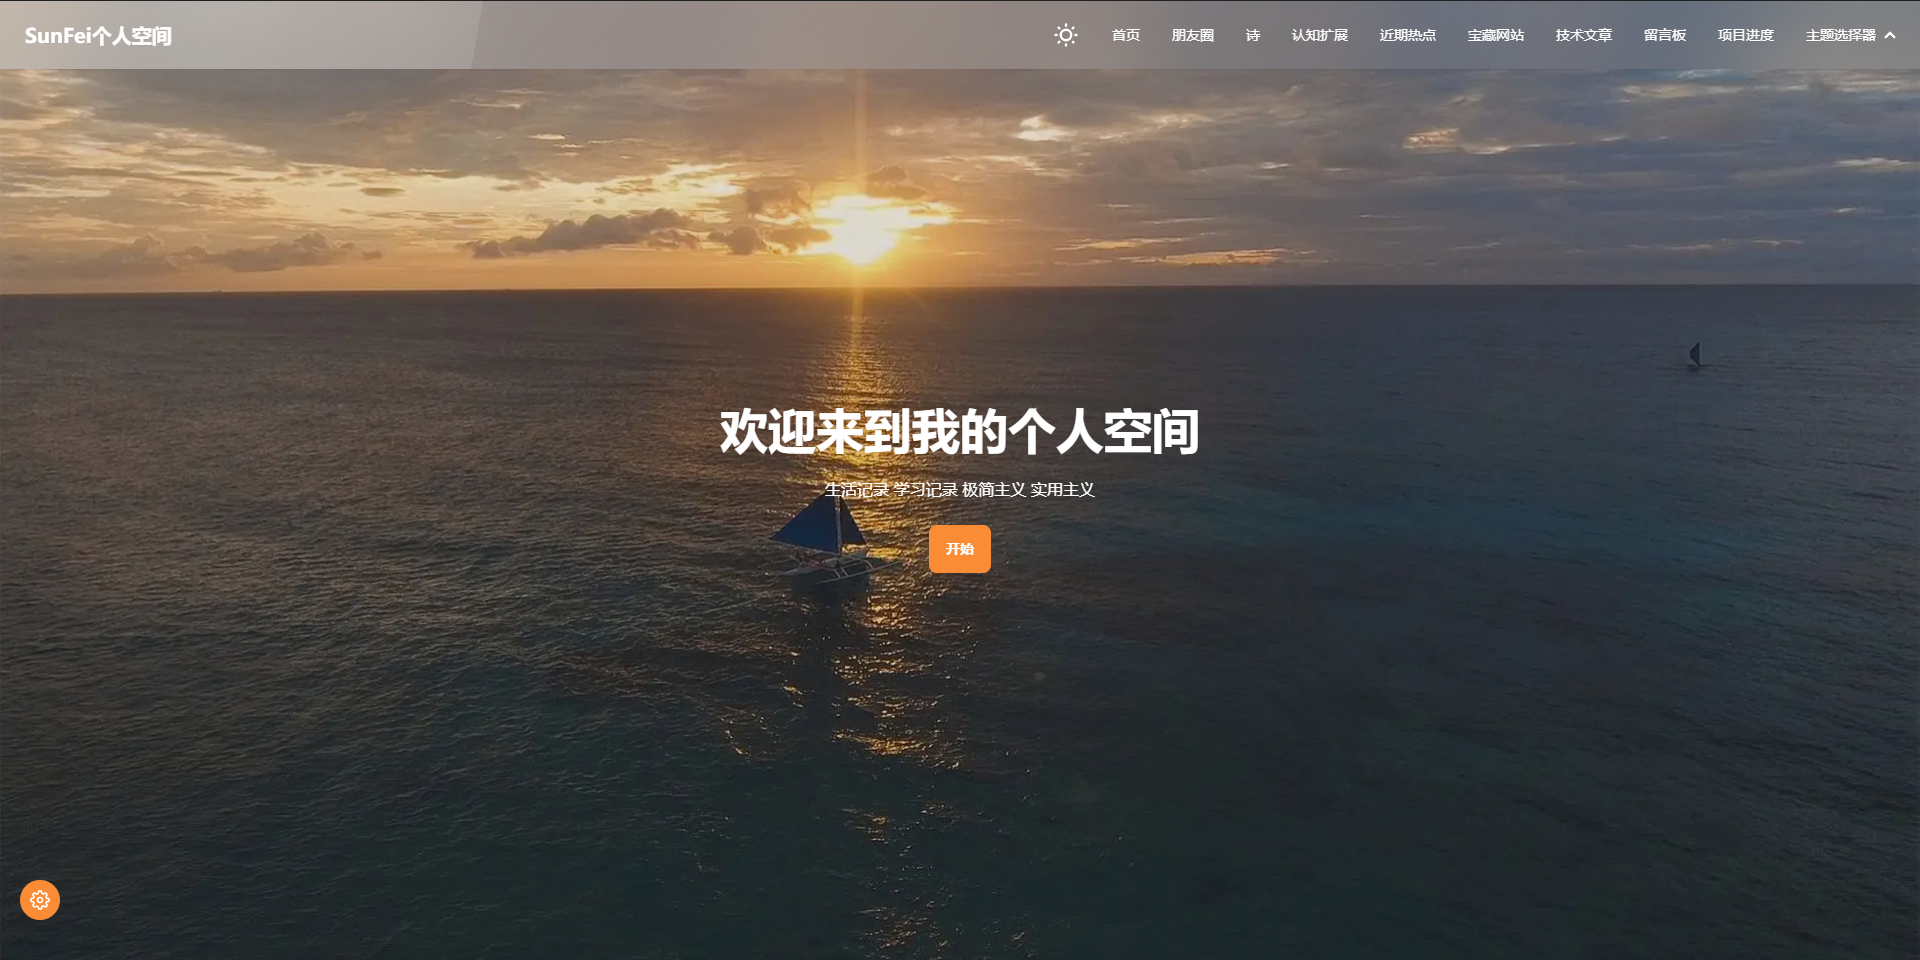 SunFei个人空间
首页 朋友圈 诗 认知扩展 近期热点 宝藏网站 技术文章 留言板 项目进度 主题选择器
欢迎来到我的个人空间
生活记录 学习记录 极简主义 实用主义
开始